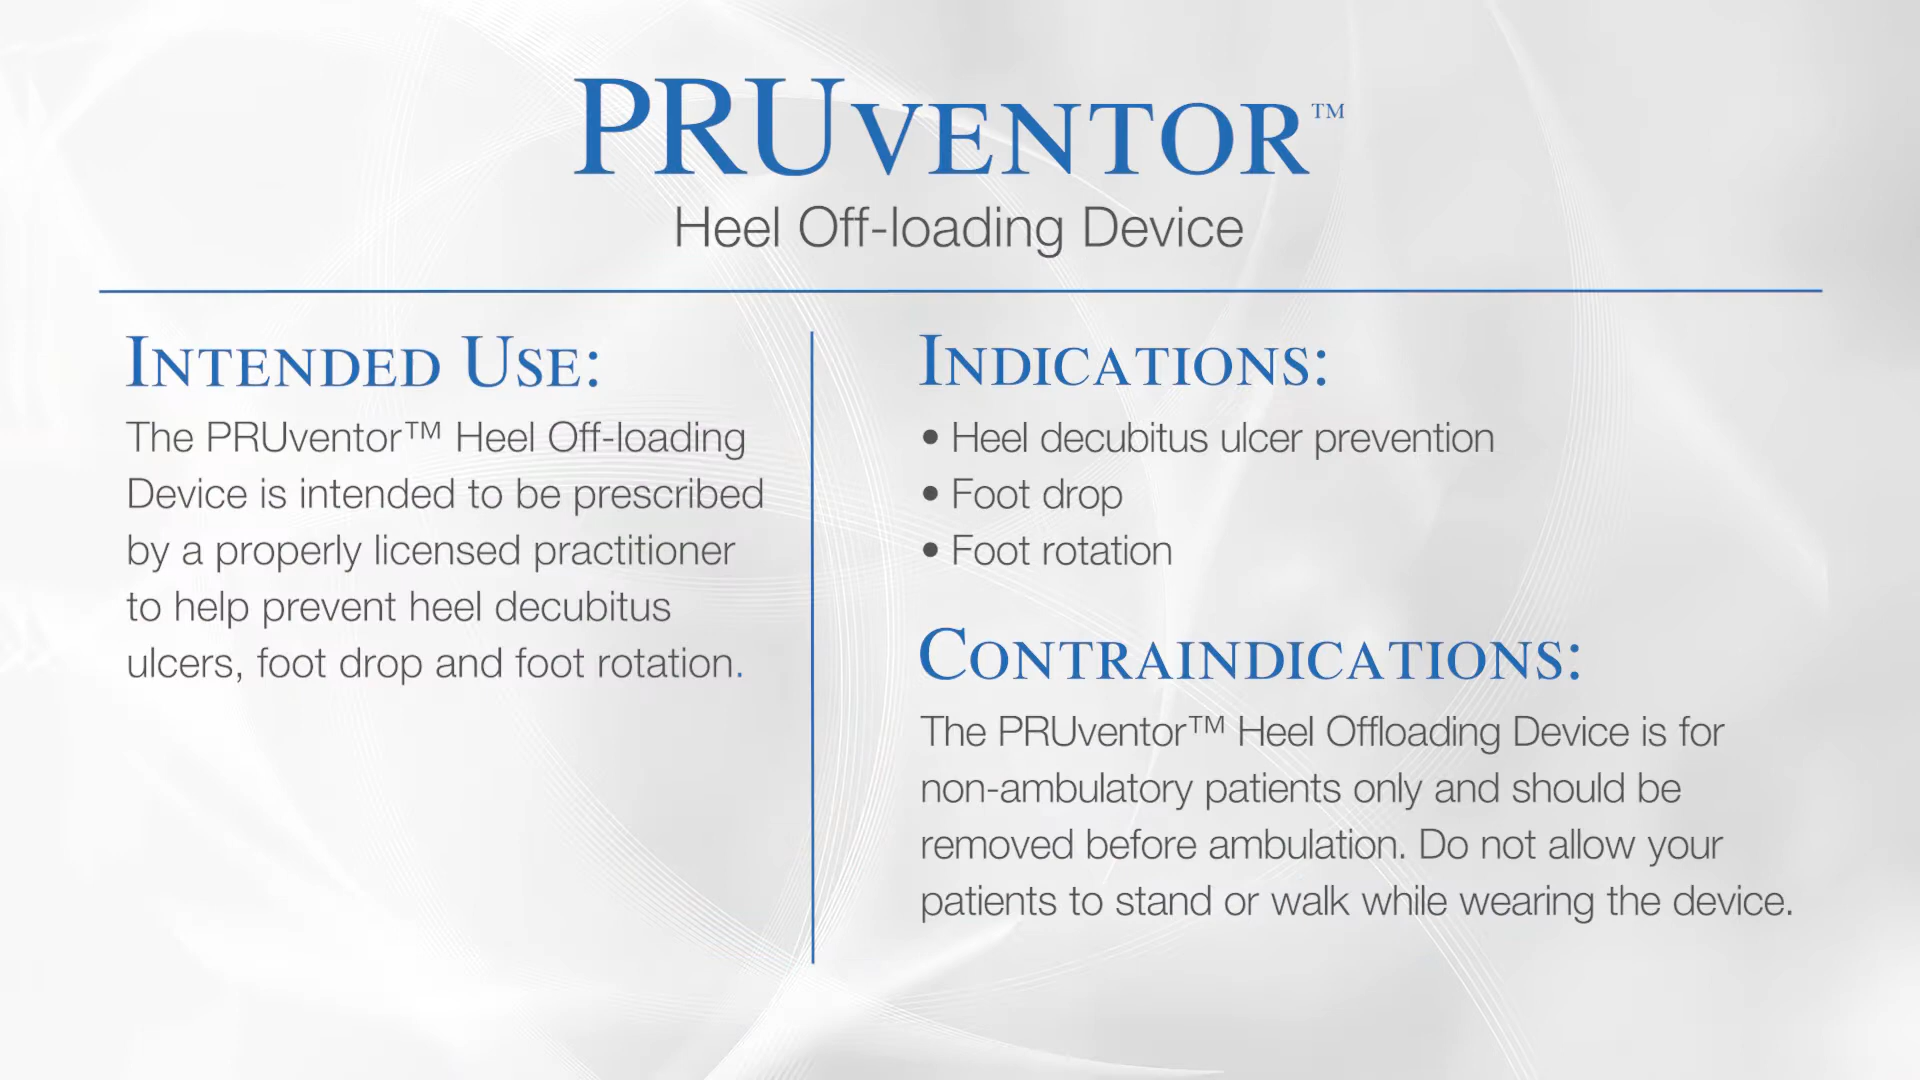 PRUVENTOR™
Heel Off-loading Device
INTENDED USE:
The PRUventor™ Heel Off-loading
Device is intended to be prescribed
by a properly licensed practitioner
to help prevent heel decubitus
ulcers, foot drop and foot rotation.
INDICATIONS:
• Heel decubitus ulcer prevention
• Foot drop
• Foot rotation
CONTRAINDICATIONS:
The PRUventor™ Heel Offloading Device is for
non-ambulatory patients only and should be
removed before ambulation. Do not allow your
patients to stand or walk while wearing the device.